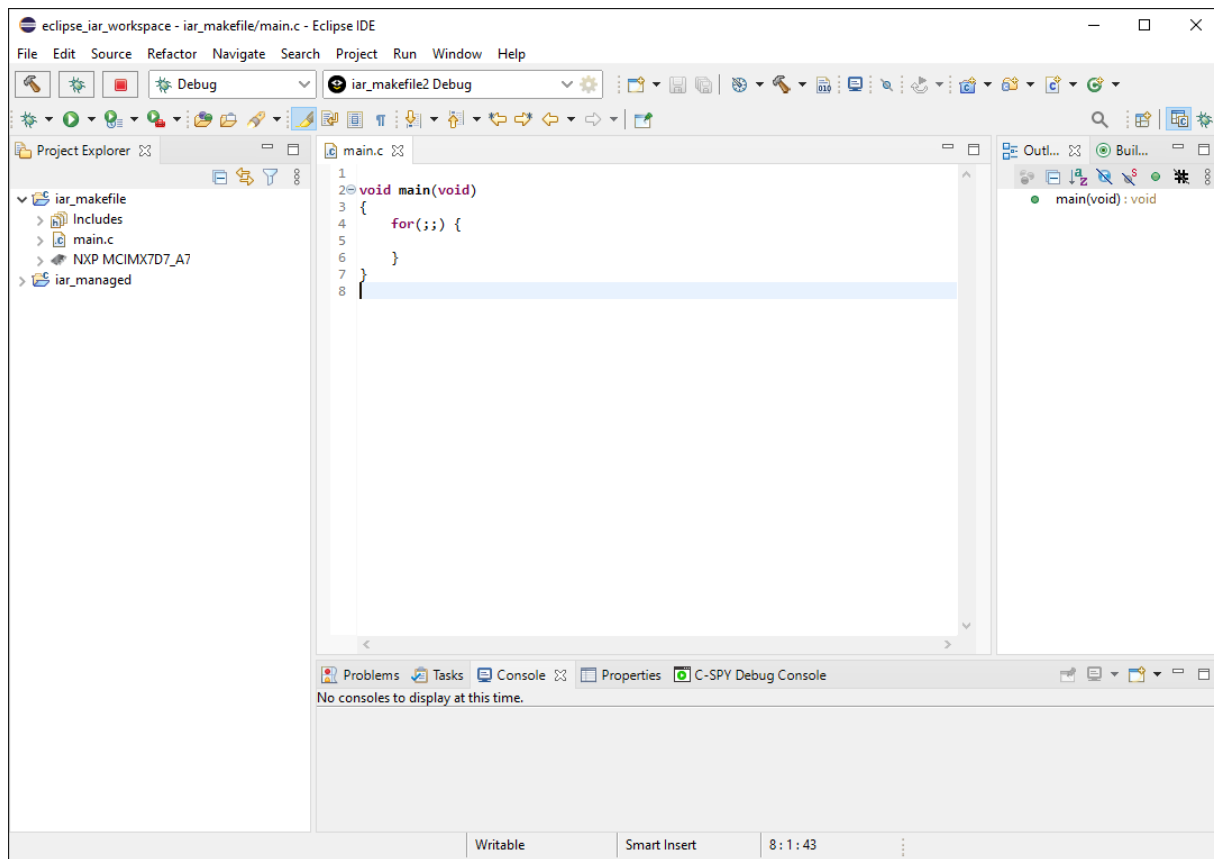 eclipse_iar_workspace - iar_makefile/main.c - Eclipse IDE
File Edit Source Refactor Navigate Search Project Run Window Help
Debug iar_makefile2 Debug
Project Explorer
main.c
Outl... Buil...
iar_makefile
Includes
main.c
NXP MCIMX7D7_A7
iar_managed
1
2 void main(void)
3 {
4 for(;;) {
5
6 }
7 }
8
main(void) : void
Problems Tasks Console Properties C-SPY Debug Console
No consoles to display at this time.
Writable Smart Insert 8 : 1 : 43